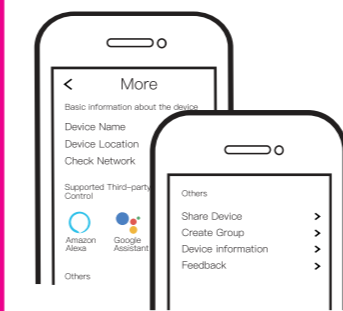 More
Basic information about the device
Device Name
Device Location
Check Network
Supported Third-party
Control
Amazon
Alexa
Google
Assistant
Others
Others
Share Device
Create Group
Device information
Feedback